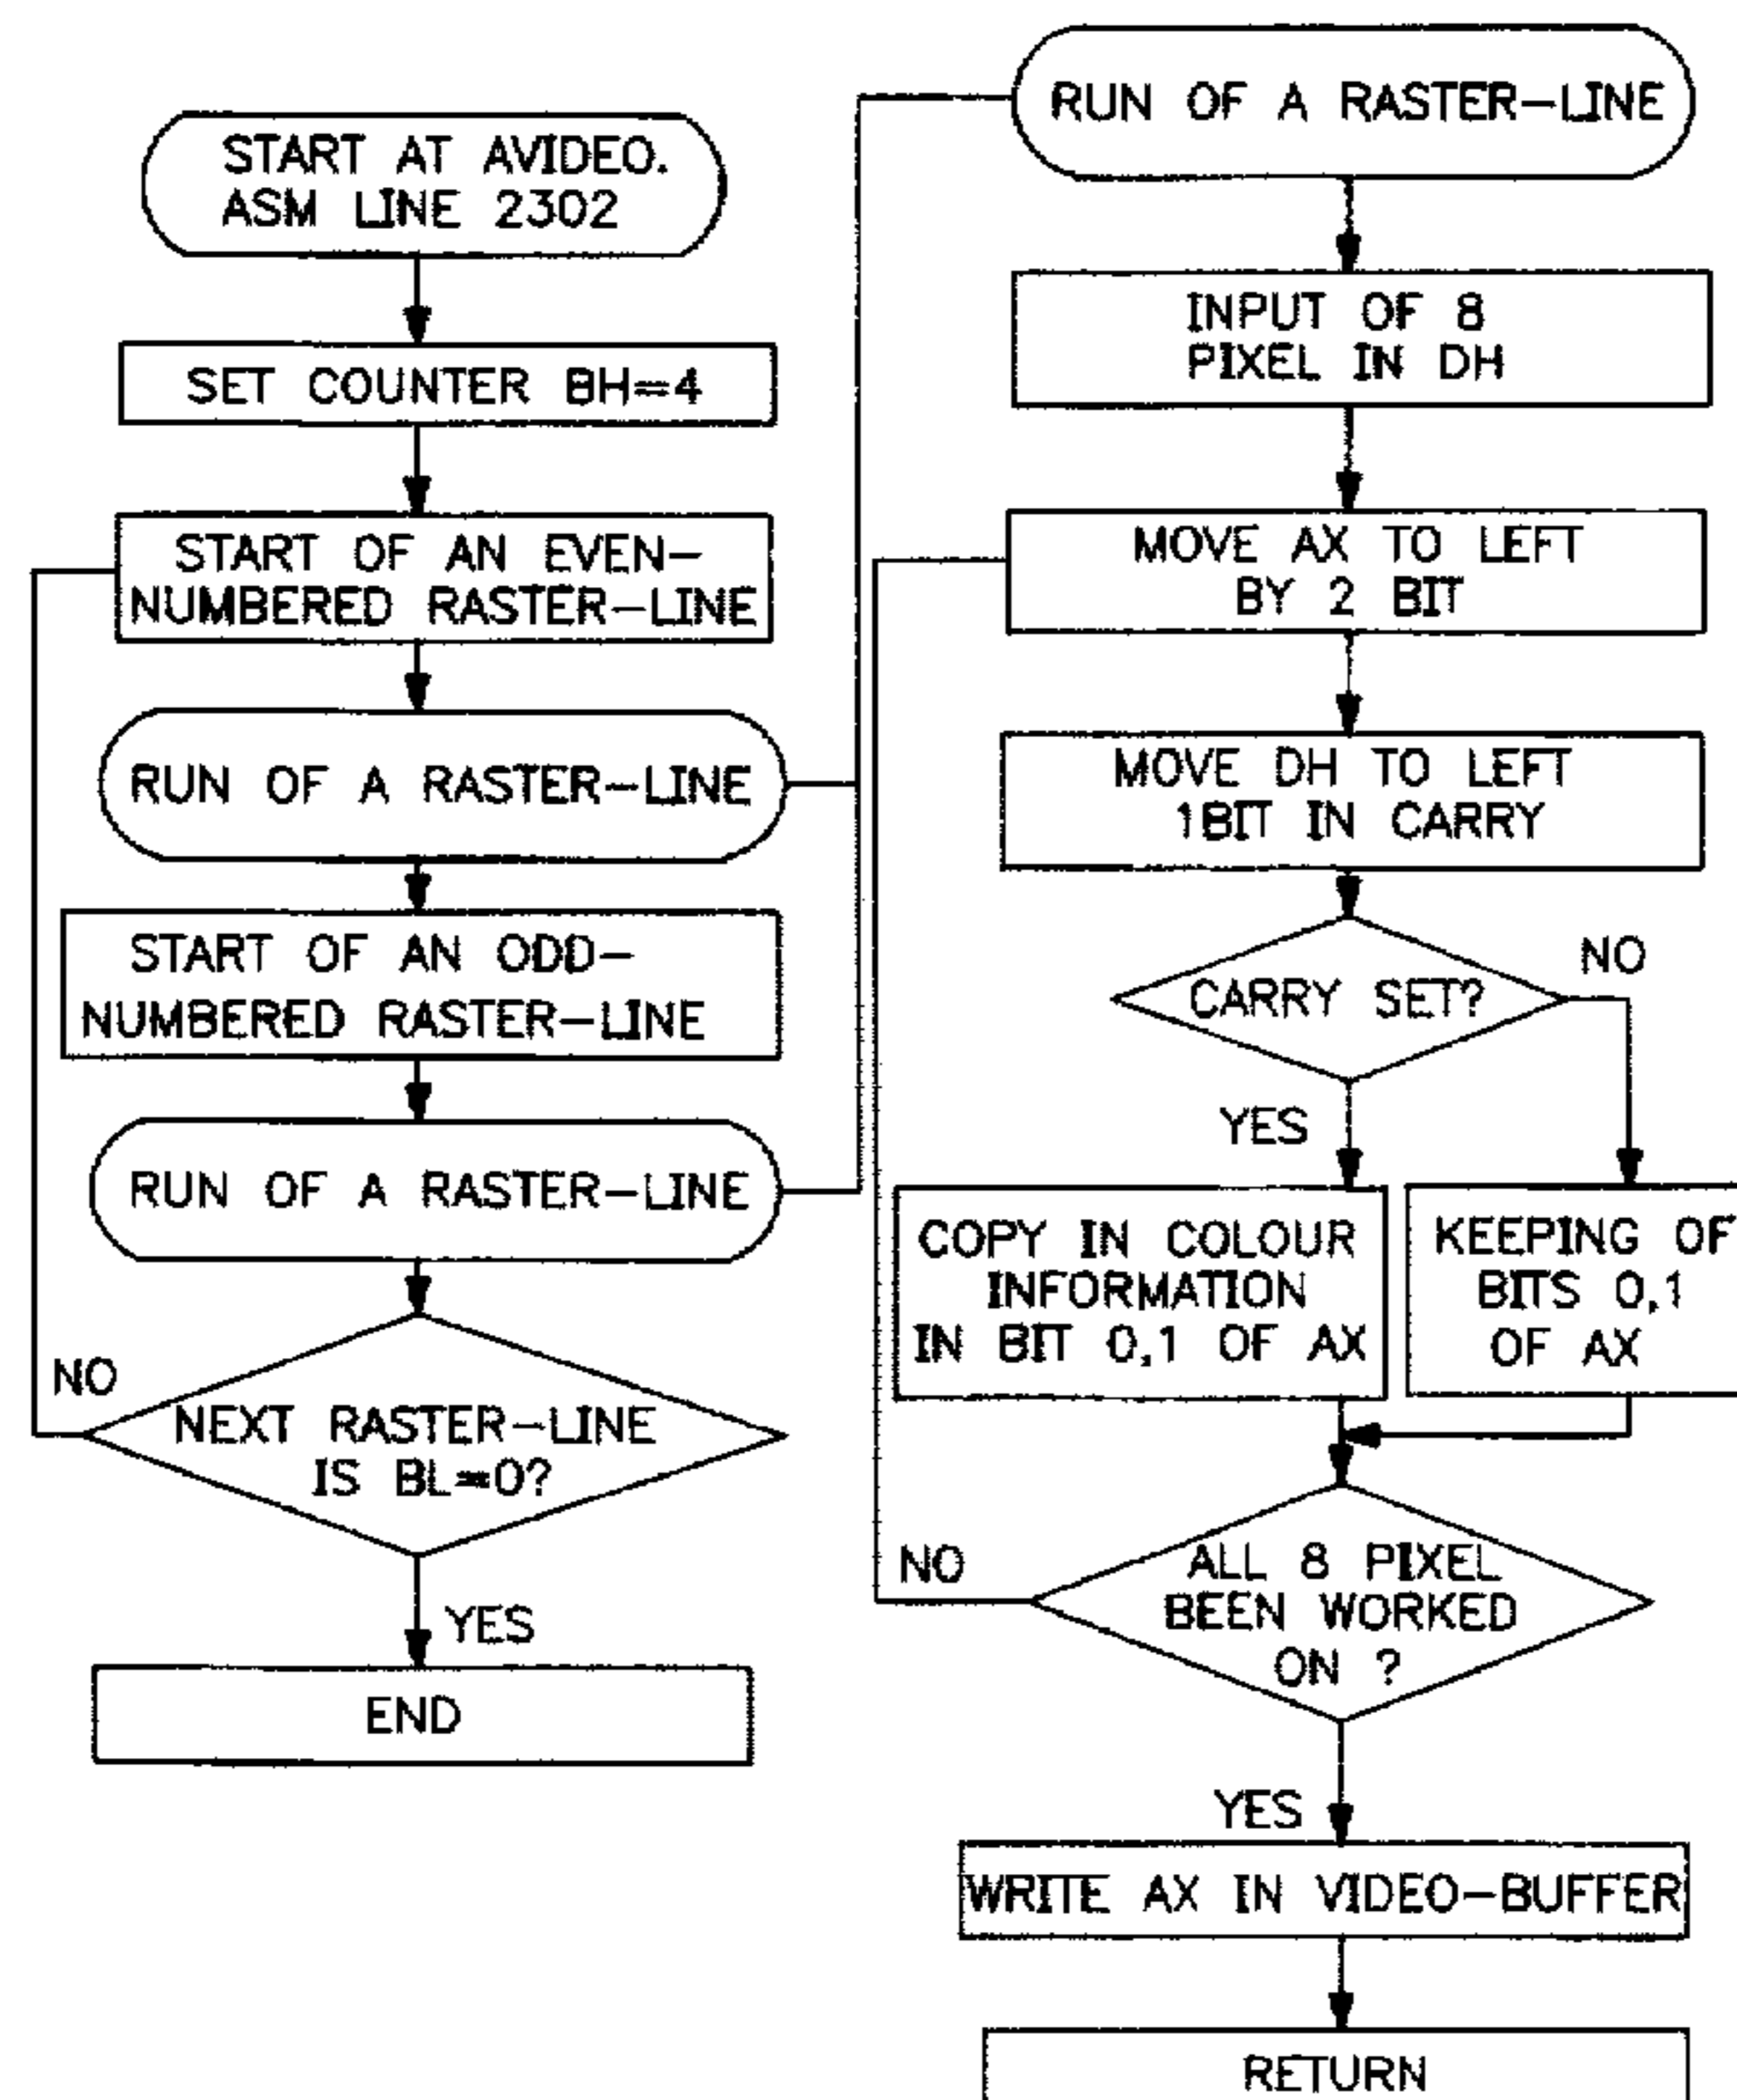 START AT AVIDEO.
ASM LINE 2302
SET COUNTER BH=4
START OF AN EVEN-
NUMBERED RASTER-LINE
RUN OF A RASTER-LINE
START OF AN ODD-
NUMBERED RASTER-LINE
RUN OF A RASTER-LINE
NO
NEXT RASTER-LINE
IS BL=0?
YES
END
RUN OF A RASTER-LINE
INPUT OF 8
PIXEL IN DH
MOVE AX TO LEFT
BY 2 BIT
MOVE DH TO LEFT
1BIT IN CARRY
NO
CARRY SET?
YES
COPY IN COLOUR
INFORMATION
IN BIT 0,1 OF AX
KEEPING OF
BITS 0,1
OF AX
NO
ALL 8 PIXEL
BEEN WORKED
ON ?
YES
WRITE AX IN VIDEO-BUFFER
RETURN